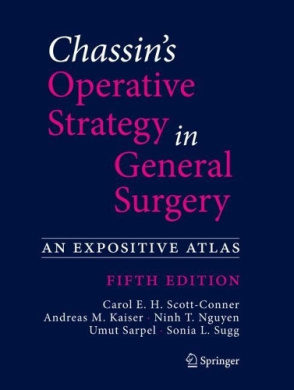 Chassin's
Operative
Strategy in
General
Surgery
AN EXPOSITIVE ATLAS
FIFTH EDITION
Carol E. H. Scott-Conner
Andreas M. Kaiser · Ninh T. Nguyen
Umut Sarpel · Sonia L. Sugg
Springer